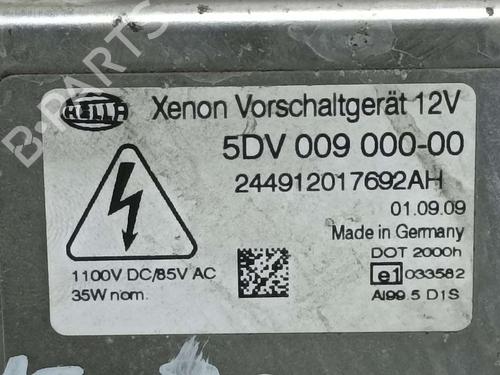 B-PARTS
HELLA
Xenon Vorschaltgerät 12V
5DV 009 000-00
244912017692AH
01.09.09
Made in Germany
DOT 2000h
e1 033582
Al99.5 D1S
1100V DC/85V AC
35W nom.